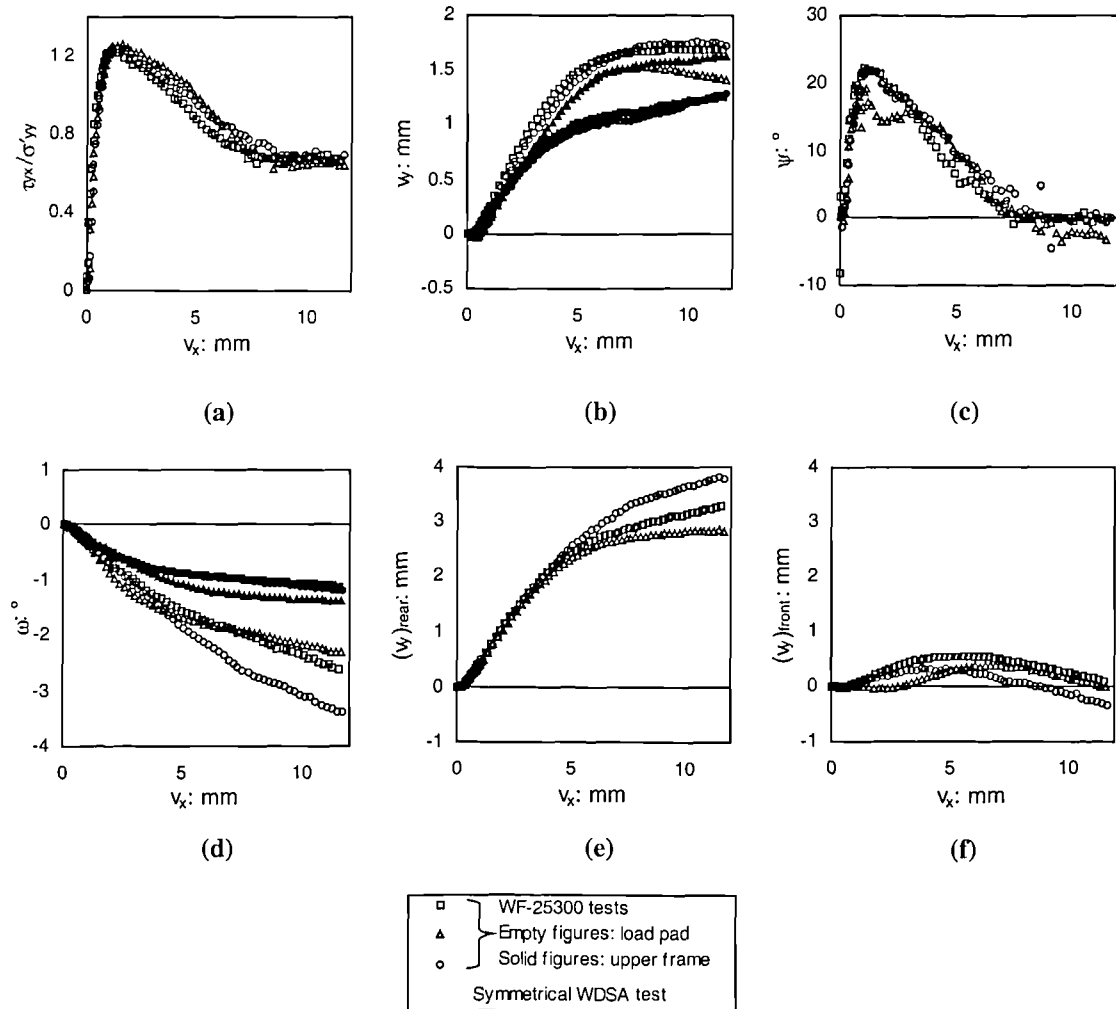 1.2
0.8
0.4
0
τyx/σ'yy
0 5 10
vx: mm
(a)
2
1.5
1
0.5
0
-0.5
vy: mm
0 5 10
vx: mm
(b)
30
20
10
0
-10
ψ: °
0 5 10
vx: mm
(c)
1
0
-1
-2
-3
-4
ω: °
0 5 10
vx: mm
(d)
4
3
2
1
0
-1
(vy)rear: mm
0 5 10
vx: mm
(e)
4
3
2
1
0
-1
(vy)front: mm
0 5 10
vx: mm
(f)
WF-25300 tests
Empty figures: load pad
Solid figures: upper frame
Symmetrical WDSA test